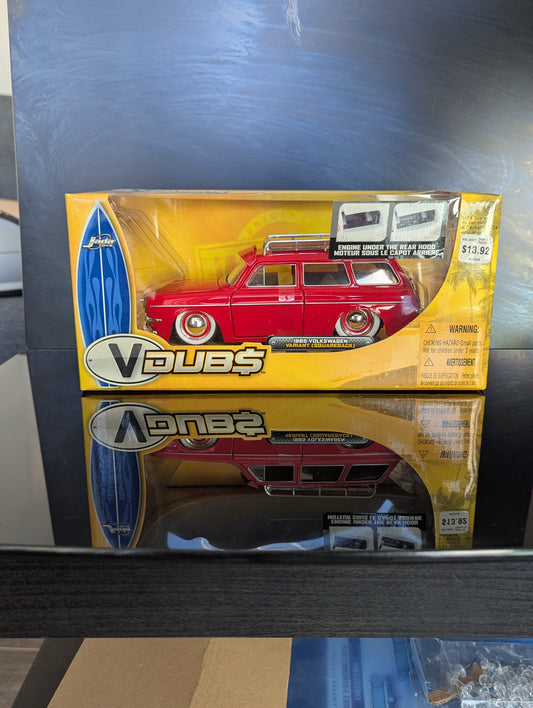 Jada
ENGINE UNDER THE REAR HOOD
MOTEUR SOUS LE CAPOT ARRIERE
$13.92
1965 VOLKSWAGEN
VARIANT (SQUAREBACK)
VDUB$
WARNING:
CHOKING HAZARD-Small parts.
Not for children under 3 years.
AVERTISSEMENT